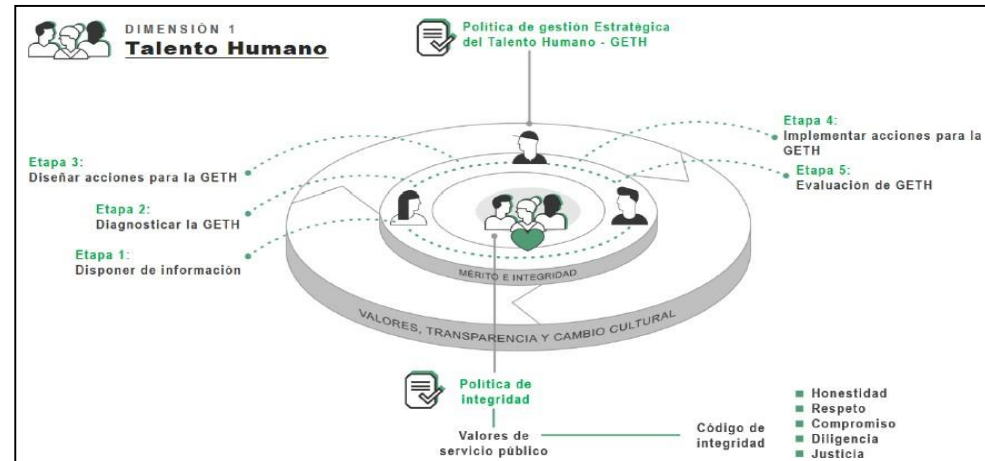 DIMENSIÓN 1
Talento Humano
Política de gestión Estratégica
del Talento Humano - GETH
Etapa 3:
Diseñar acciones para la GETH
Etapa 2:
Diagnosticar la GETH
Etapa 1:
Disponer de información
Etapa 4:
Implementar acciones para la
GETH
Etapa 5:
Evaluación de GETH
MÉRITO E INTEGRIDAD
VALORES, TRANSPARENCIA Y CAMBIO CULTURAL
Política de
integridad
Valores de
servicio público
Código de
integridad
Honestidad
Respeto
Compromiso
Diligencia
Justicia